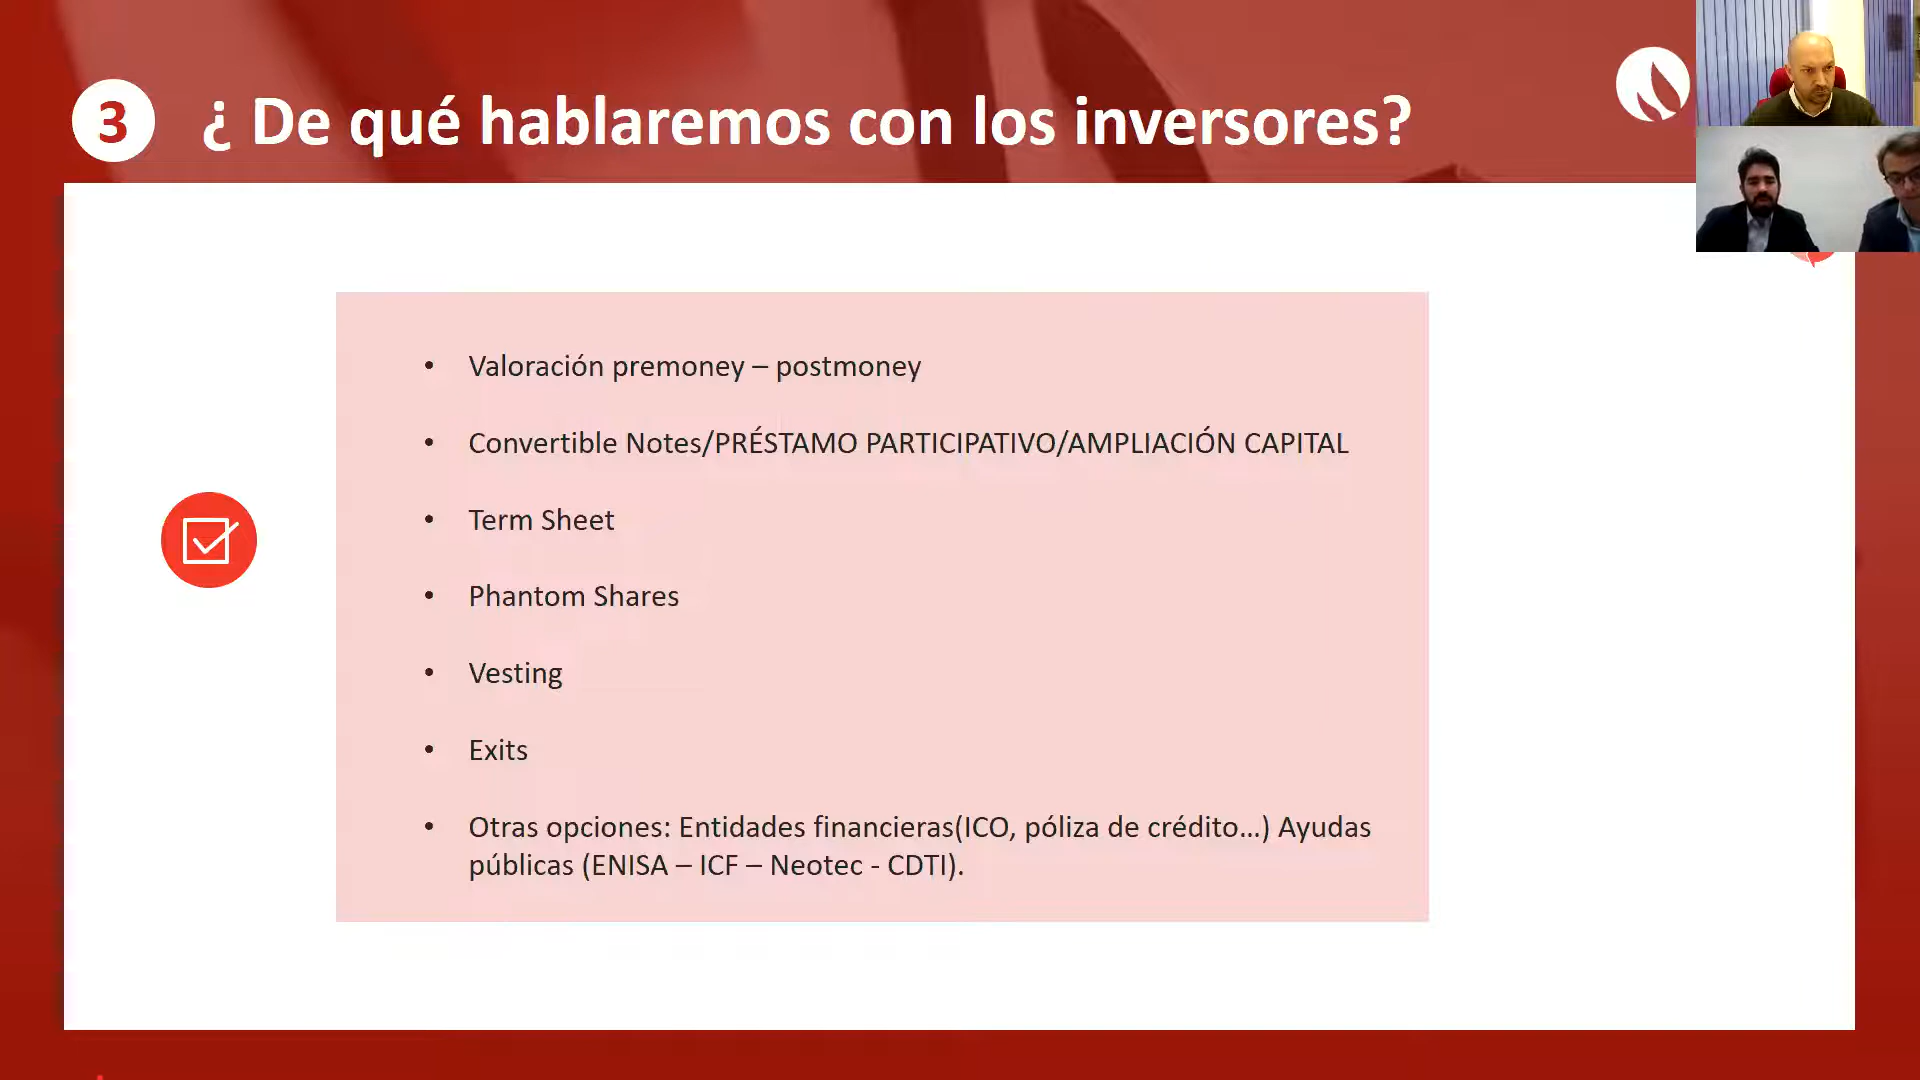 3
¿ De qué hablaremos con los inversores?
• Valoración premoney – postmoney
• Convertible Notes/PRÉSTAMO PARTICIPATIVO/AMPLIACIÓN CAPITAL
• Term Sheet
• Phantom Shares
• Vesting
• Exits
• Otras opciones: Entidades financieras(ICO, póliza de crédito...) Ayudas
públicas (ENISA – ICF – Neotec - CDTI).